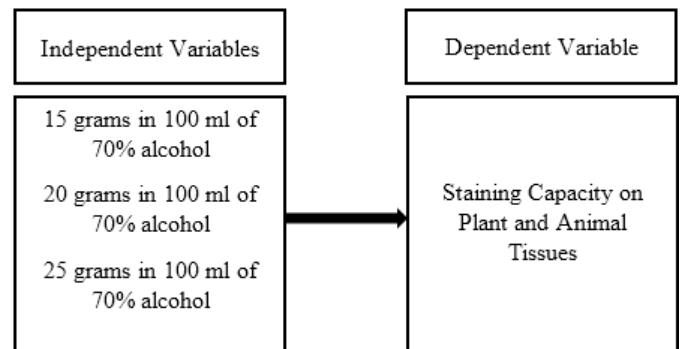 Independent Variables
Dependent Variable
15 grams in 100 ml of
70% alcohol
20 grams in 100 ml of
70% alcohol
25 grams in 100 ml of
70% alcohol
Staining Capacity on
Plant and Animal
Tissues